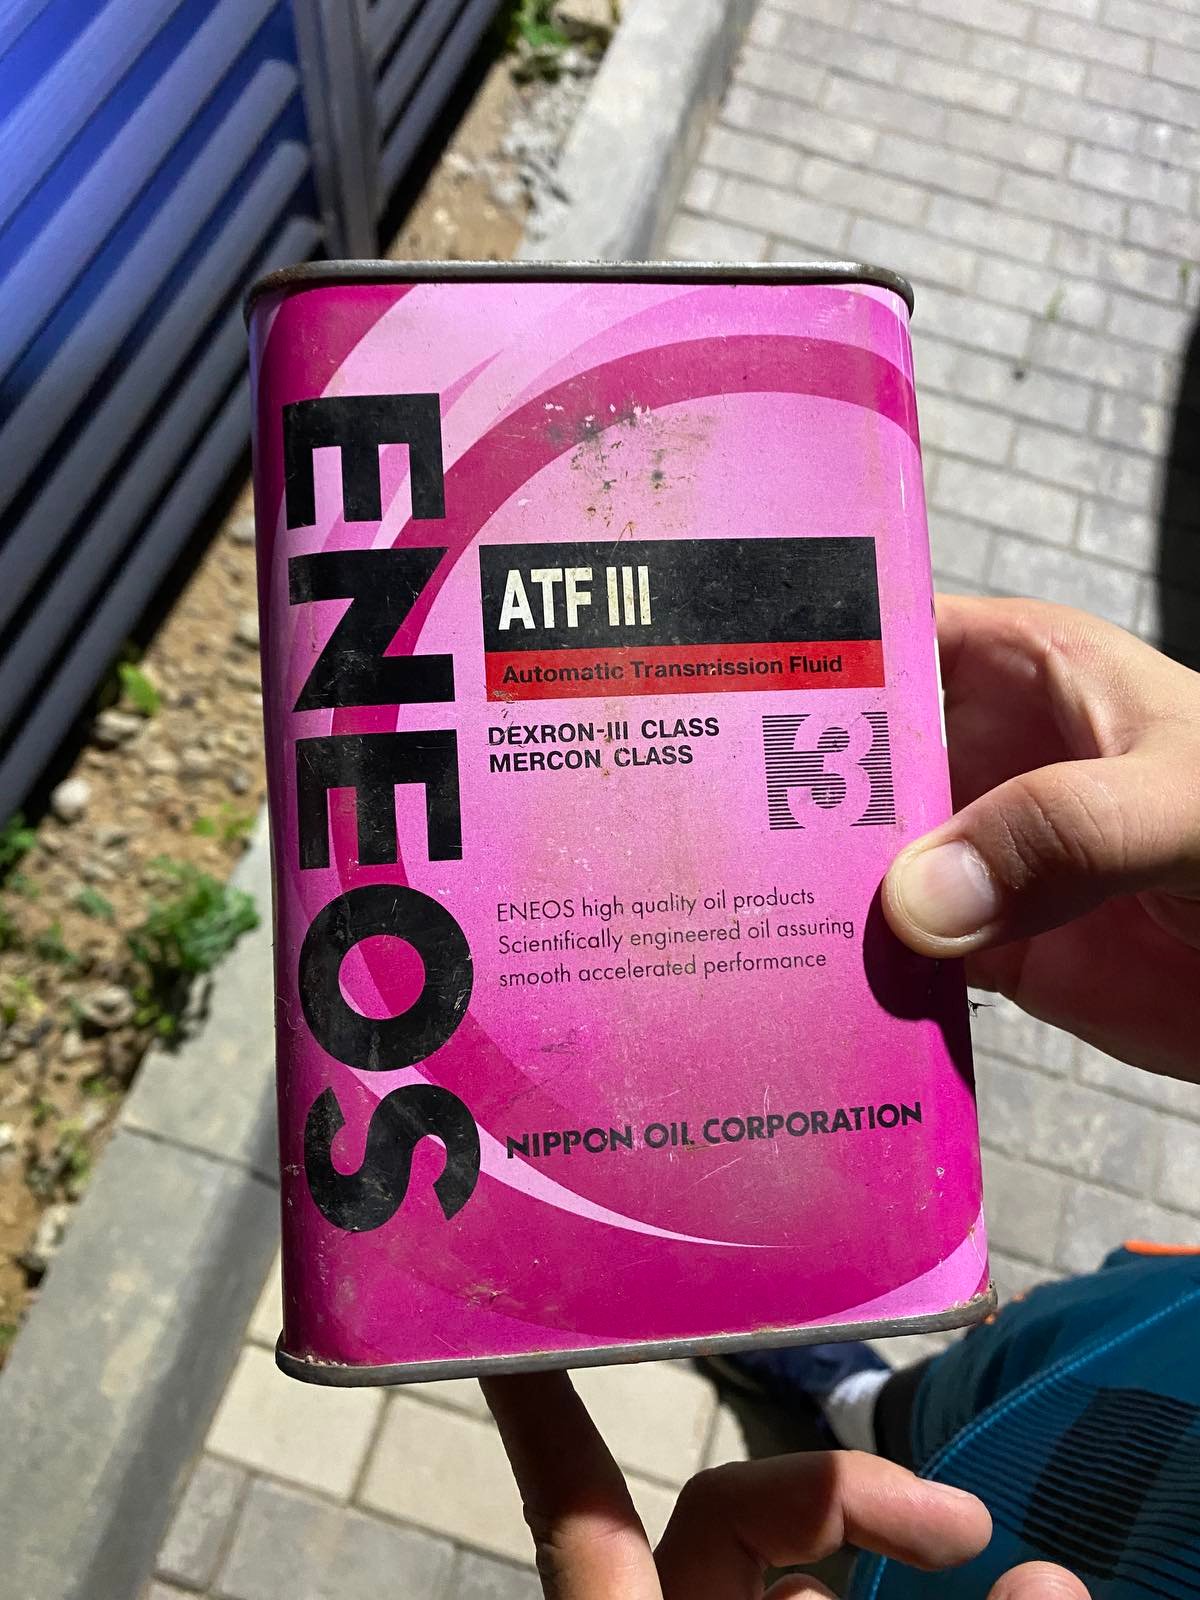 ENEOS
ATF III
Automatic Transmission Fluid
DEXRON-III CLASS
MERCON CLASS
3
ENEOS high quality oil products
Scientifically engineered oil assuring
smooth accelerated performance
NIPPON OIL CORPORATION